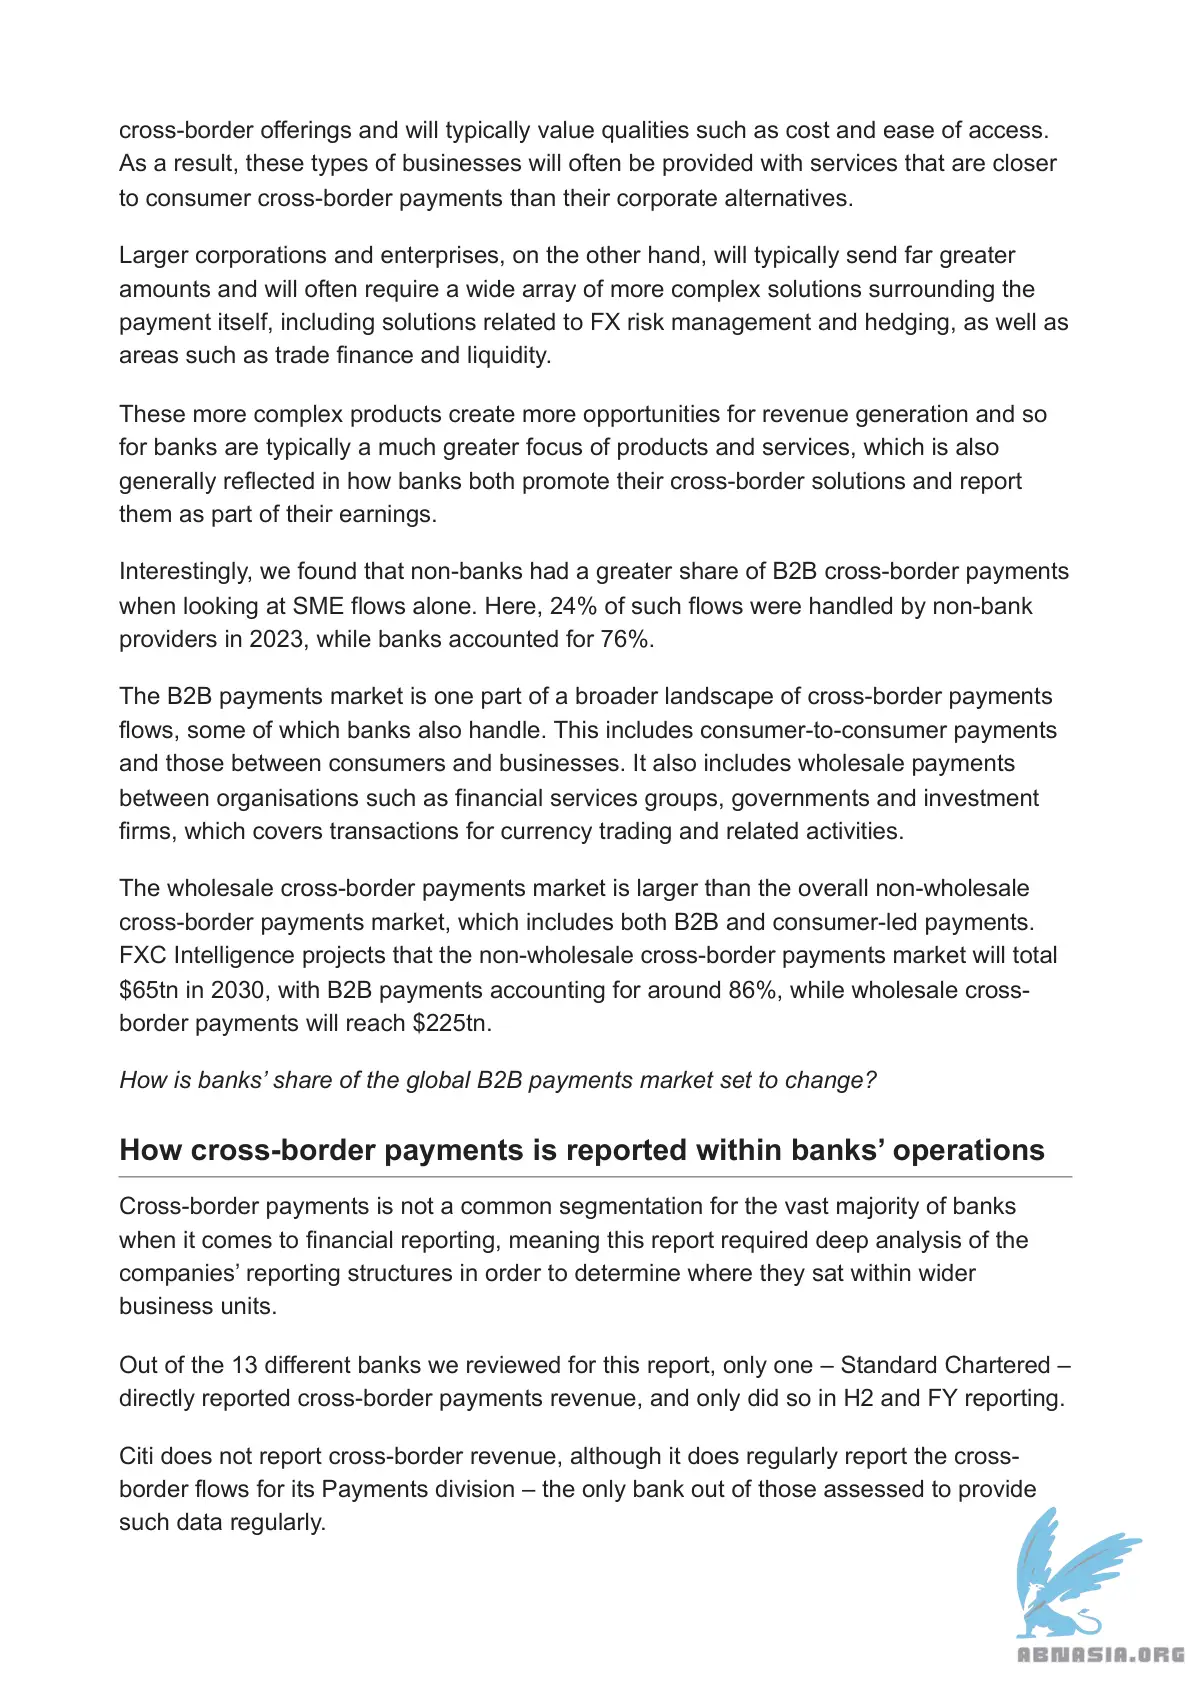 cross-border offerings and will typically value qualities such as cost and ease of access.
As a result, these types of businesses will often be provided with services that are closer
to consumer cross-border payments than their corporate alternatives.
Larger corporations and enterprises, on the other hand, will typically send far greater
amounts and will often require a wide array of more complex solutions surrounding the
payment itself, including solutions related to FX risk management and hedging, as well as
areas such as trade finance and liquidity.
These more complex products create more opportunities for revenue generation and so
for banks are typically a much greater focus of products and services, which is also
generally reflected in how banks both promote their cross-border solutions and report
them as part of their earnings.
Interestingly, we found that non-banks had a greater share of B2B cross-border payments
when looking at SME flows alone. Here, 24% of such flows were handled by non-bank
providers in 2023, while banks accounted for 76%.
The B2B payments market is one part of a broader landscape of cross-border payments
flows, some of which banks also handle. This includes consumer-to-consumer payments
and those between consumers and businesses. It also includes wholesale payments
between organisations such as financial services groups, governments and investment
firms, which covers transactions for currency trading and related activities.
The wholesale cross-border payments market is larger than the overall non-wholesale
cross-border payments market, which includes both B2B and consumer-led payments.
FXC Intelligence projects that the non-wholesale cross-border payments market will total
$65tn in 2030, with B2B payments accounting for around 86%, while wholesale cross-
border payments will reach $225tn.
How is banks’ share of the global B2B payments market set to change?
How cross-border payments is reported within banks’ operations
Cross-border payments is not a common segmentation for the vast majority of banks
when it comes to financial reporting, meaning this report required deep analysis of the
companies’ reporting structures in order to determine where they sat within wider
business units.
Out of the 13 different banks we reviewed for this report, only one – Standard Chartered –
directly reported cross-border payments revenue, and only did so in H2 and FY reporting.
Citi does not report cross-border revenue, although it does regularly report the cross-
border flows for its Payments division – the only bank out of those assessed to provide
such data regularly.
ABNASIA.ORG